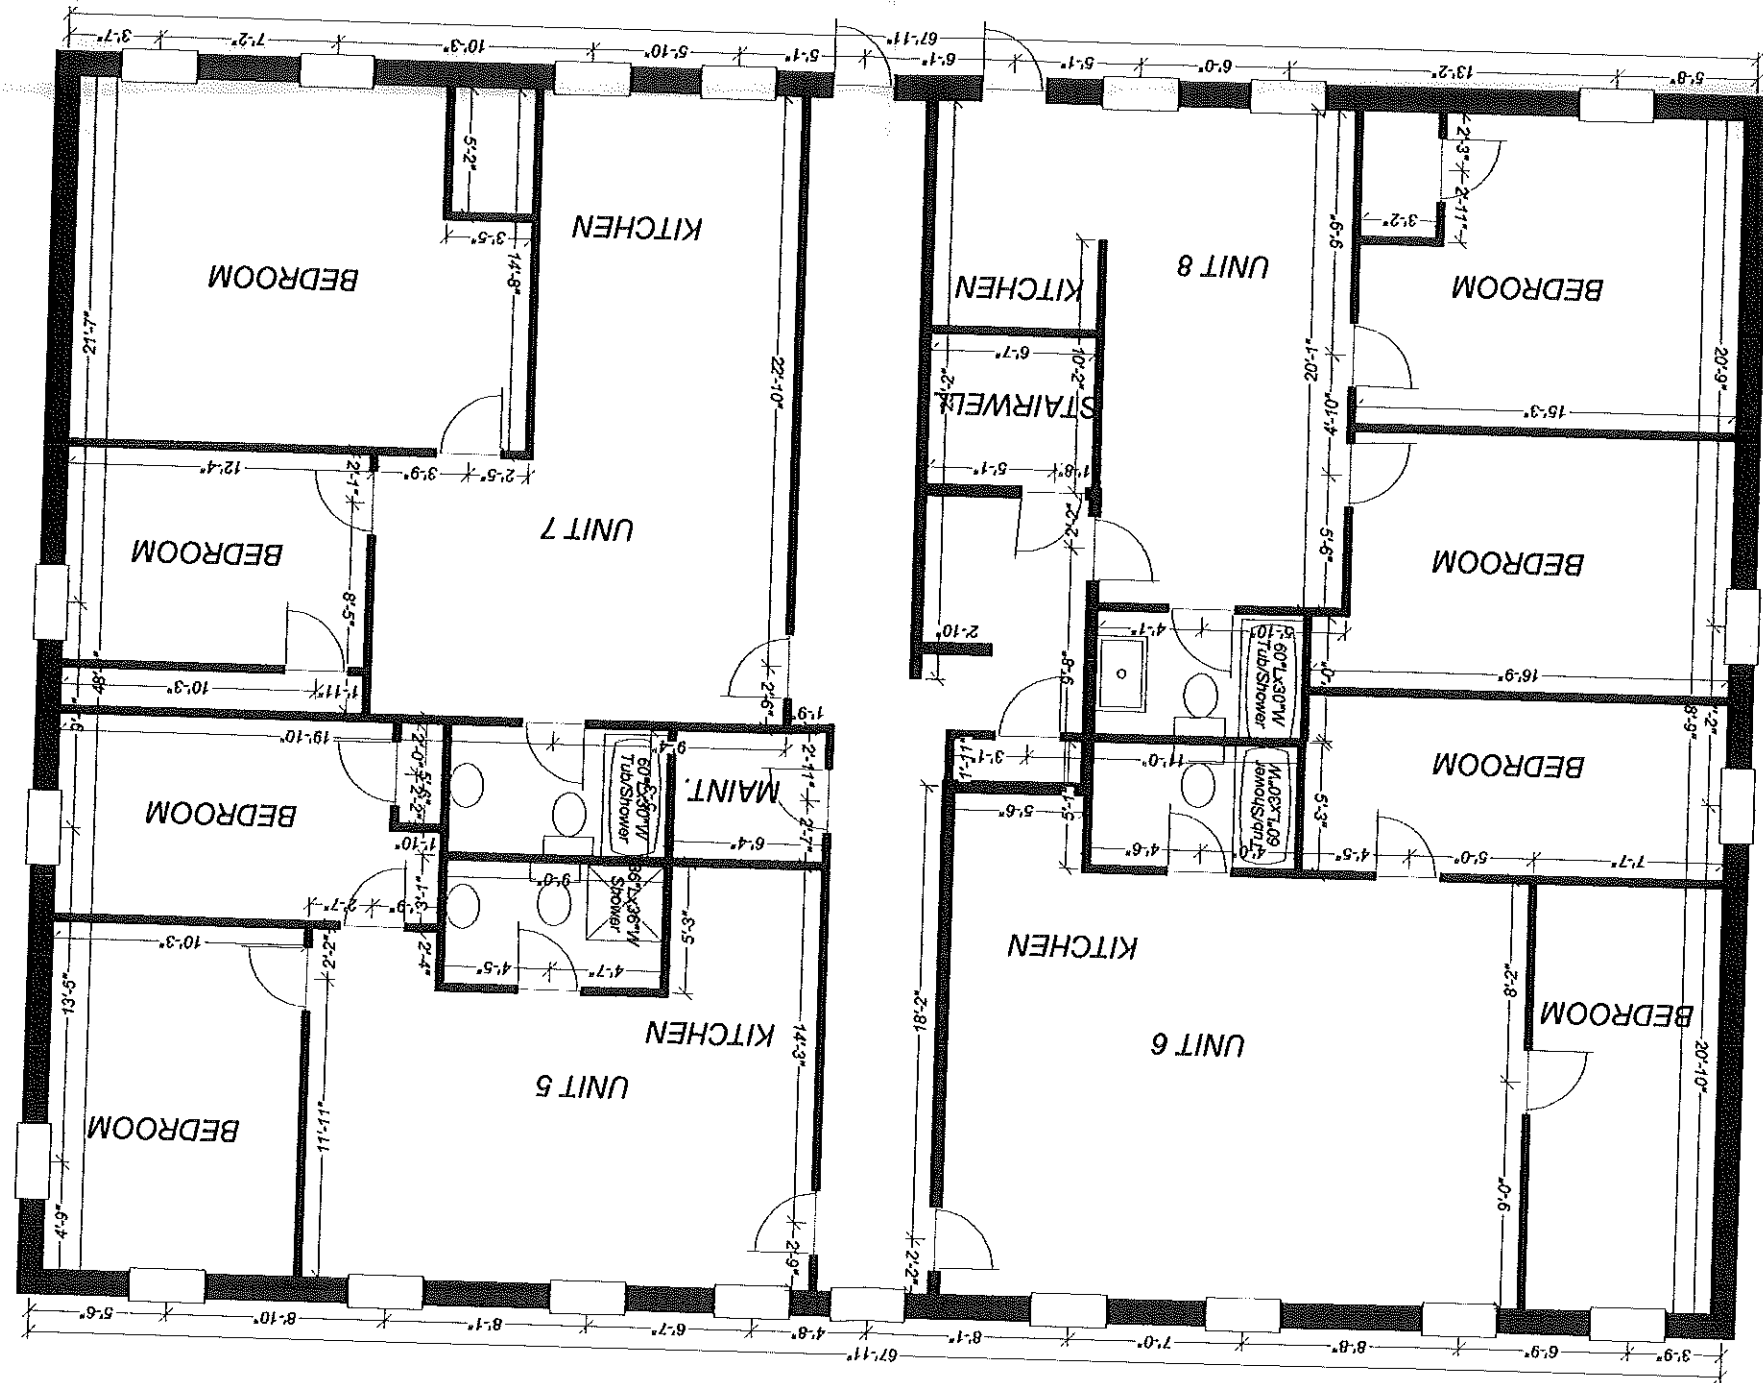 67'-11"
3'-9" 6'-9" 8'-8" 7'-0" 8'-1" 4'-8" 6'-7" 8'-1" 8'-10" 5'-6"
2'-2"
2'-9"
4'-9"
9'-0"
BEDROOM
UNIT 5
11'-11"
20'-10"
UNIT 6
14'-3"
KITCHEN
BEDROOM
8'-2"
18'-2"
13'-5"
KITCHEN
4'-7" 4'-5"
5'-3"
2'-4"
2'-2"
10'-3"
36"Lx36"W
Shower
9'-0"
1'-9" 2'-7"
3'-1"
7'-7" 5'-0" 4'-5"
4'-0" 4'-6"
60"Lx30"W
Tub/Shower
5'-3"
5'-1"
5'-6"
6'-4"
2'-7"
1'-10"
BEDROOM
MAINT.
60"Lx30"W
Tub/Shower
BEDROOM
11'-0"
3'-1"
1'-11"
2'-11"
9'-4"
2'-2"
5'-6"
2'-0"
19'-10"
8'-9"
16'-9"
1'-9"
2'-6"
48'-
1'-11"
10'-3"
60"Lx30"W
Tub/Shower
5'-10" 4'-1"
2'-10"
8'-5"
BEDROOM
5'-6"
2'-2"
UNIT 7
BEDROOM
2'-1"
1'-8" 5'-1"
2'-5" 3'-9"
12'-4"
4'-10"
15'-3"
STAIRWELL
10'-2"
6'-7"
20'-9"
20'-1"
22'-10"
21'-7"
BEDROOM
KITCHEN
UNIT 8
14'-8"
BEDROOM
KITCHEN
3'-5"
3'-2"
2'-11"
2'-3"
5'-2"
5'-8" 13'-2" 6'-0" 5'-1" 6'-1" 5'-1" 5'-10" 10'-3" 7'-2" 3'-7"
67'-11"